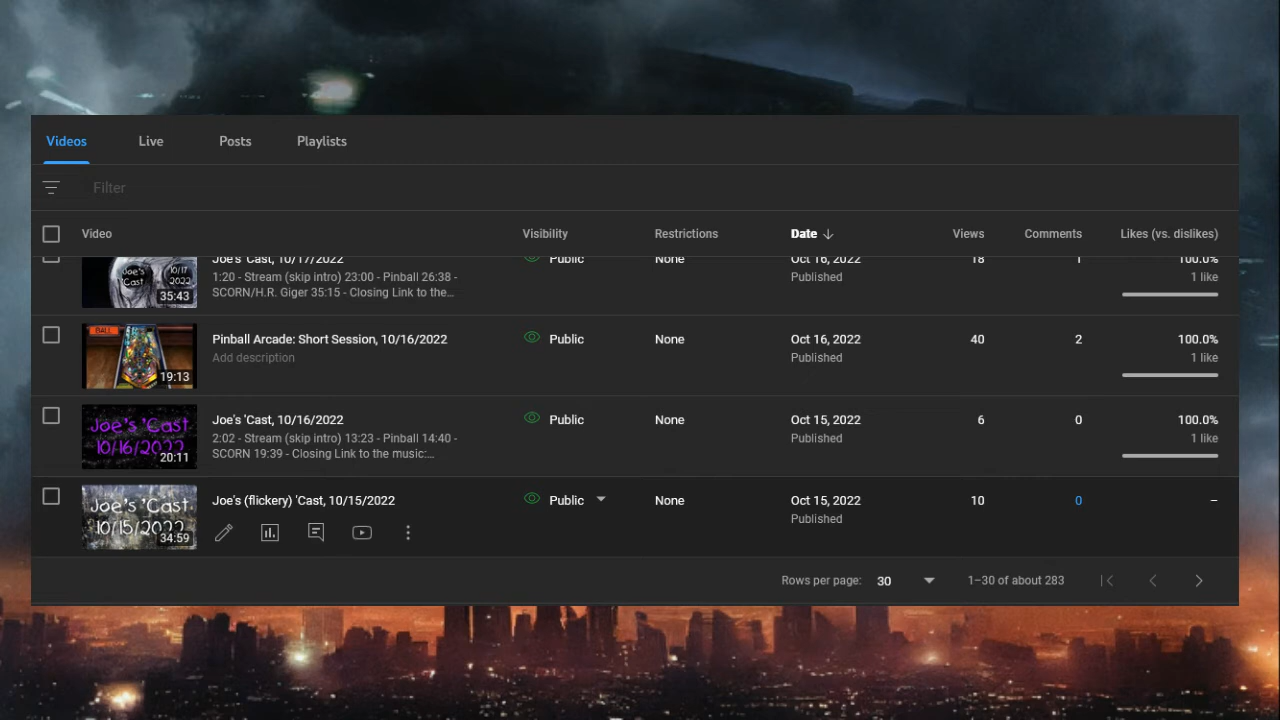 Videos Live Posts Playlists
Filter
Video Visibility Restrictions Date Views Comments Likes (vs. dislikes)
Joe's 'Cast, 10/17/2022 Public None Oct 16, 2022 18 1 100.0%
1:20 - Stream (skip intro) 23:00 - Pinball 26:38 - Published 1 like
SCORN/H.R. Giger 35:15 - Closing Link to the…
Joe's 'Cast 10/17 2022
35:43
Pinball Arcade: Short Session, 10/16/2022 Public None Oct 16, 2022 40 2 100.0%
Add description Published 1 like
BALL
19:13
Joe's 'Cast, 10/16/2022 Public None Oct 15, 2022 6 0 100.0%
2:02 - Stream (skip intro) 13:23 - Pinball 14:40 - Published 1 like
SCORN 19:39 - Closing Link to the music:…
Joe's 'Cast
10/16/2022
20:11
Joe's (flickery) 'Cast, 10/15/2022 Public None Oct 15, 2022 10 0 –
Published
Joe's 'Cast
10/15/2022
34:59
Rows per page: 30 1–30 of about 283